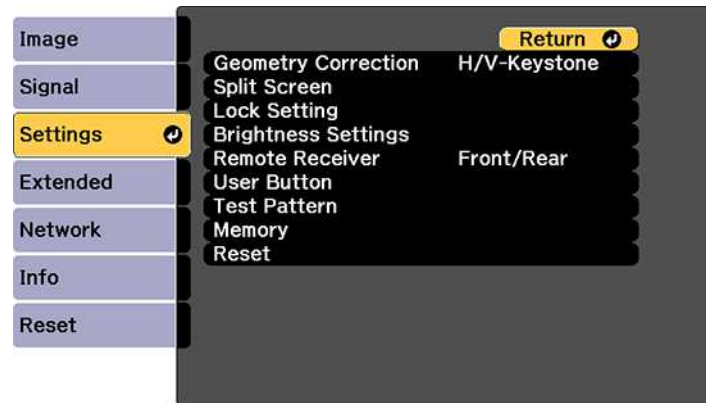 Image
Signal
Settings
Extended
Network
Info
Reset
Return
Geometry Correction H/V-Keystone
Split Screen
Lock Setting
Brightness Settings
Remote Receiver Front/Rear
User Button
Test Pattern
Memory
Reset